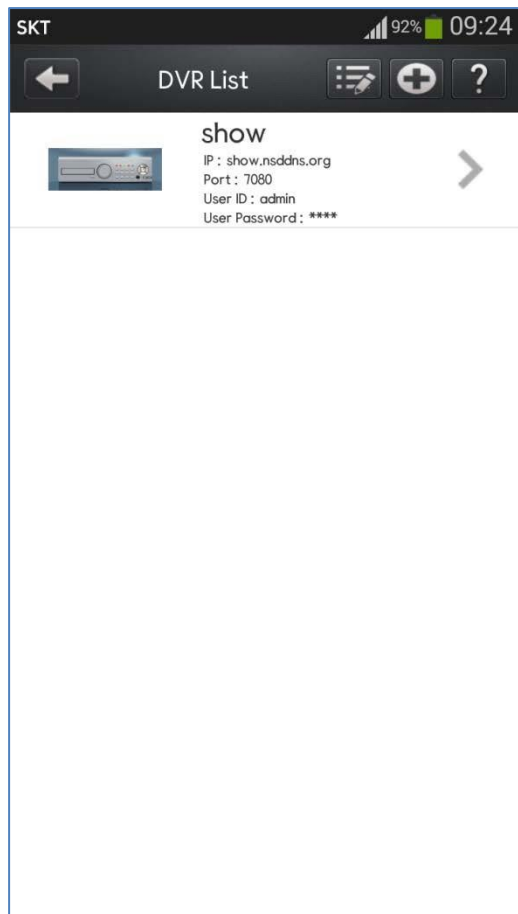 SKT 92% 09:24
DVR List ?
show
IP : show.nsddns.org
Port : 7080
User ID : admin
User Password : ****